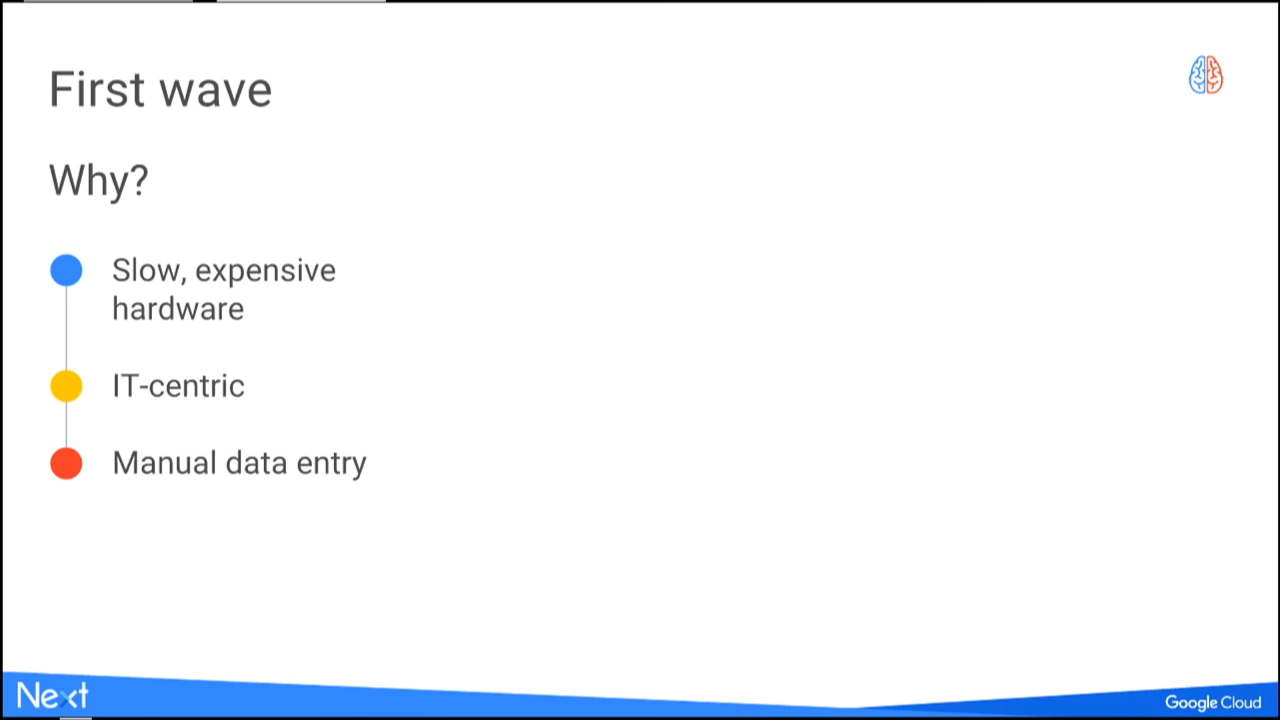 First wave
Why?
Slow, expensive
hardware
IT-centric
Manual data entry
Next
Google Cloud